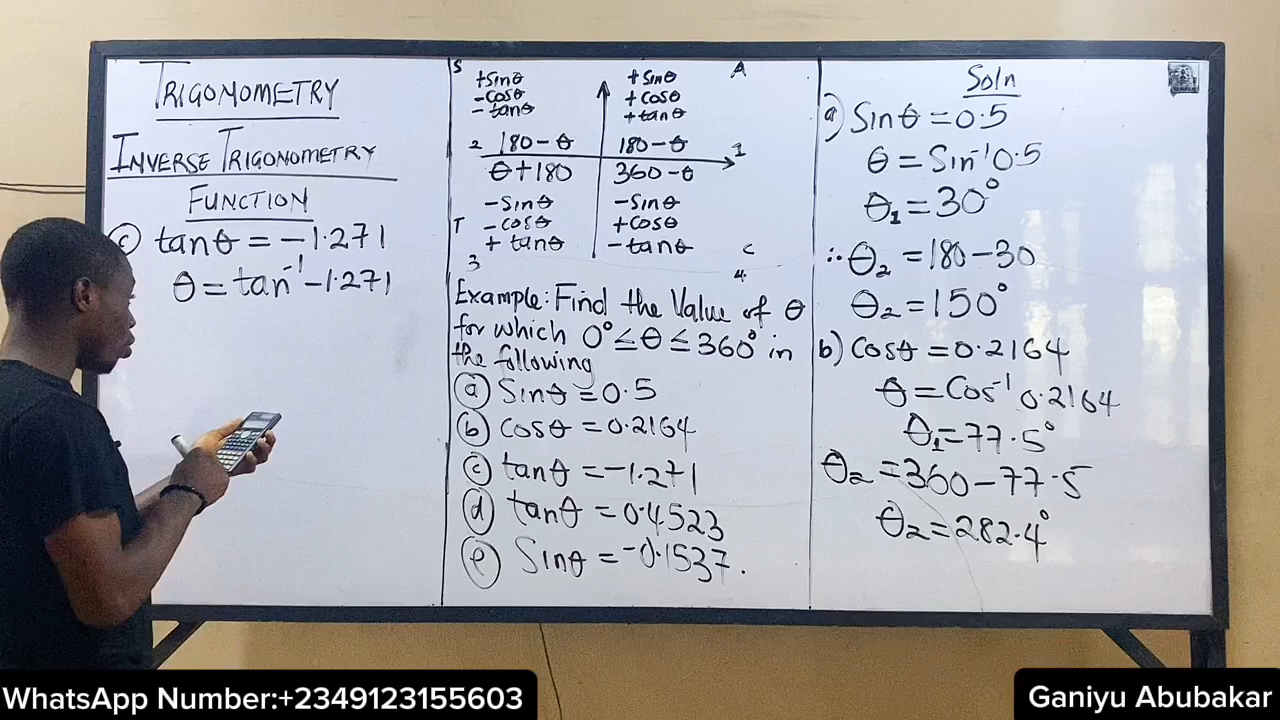 TRIGONOMETRY
INVERSE TRIGONOMETRY
FUNCTION
c) tanθ = -1.271
θ = tan⁻¹ -1.271
S
+Sinθ
-cosθ
-tanθ
2 180-θ
A
+Sinθ
+cosθ
+tanθ
180-θ 1
θ+180
-Sinθ
T -cosθ
+tanθ
3
360-θ
-Sinθ
+cosθ
-tanθ
C
4.
Example: Find the Value of θ
for which 0° ≤ θ ≤ 360° in
the following
(a) Sinθ = 0.5
(b) cosθ = 0.2164
(c) tanθ = -1.271
(d) tanθ = 0.4523
(e) Sinθ = -0.1537.
Soln
a) Sinθ = 0.5
θ = Sin⁻¹ 0.5
θ₁ = 30°
∴ θ₂ = 180-30
θ₂ = 150°
b) cosθ = 0.2164
θ = Cos⁻¹ 0.2164
θ₁ = 77.5°
θ₂ = 360-77.5
θ₂ = 282.4°
WhatsApp Number:+2349123155603
Ganiyu Abubakar